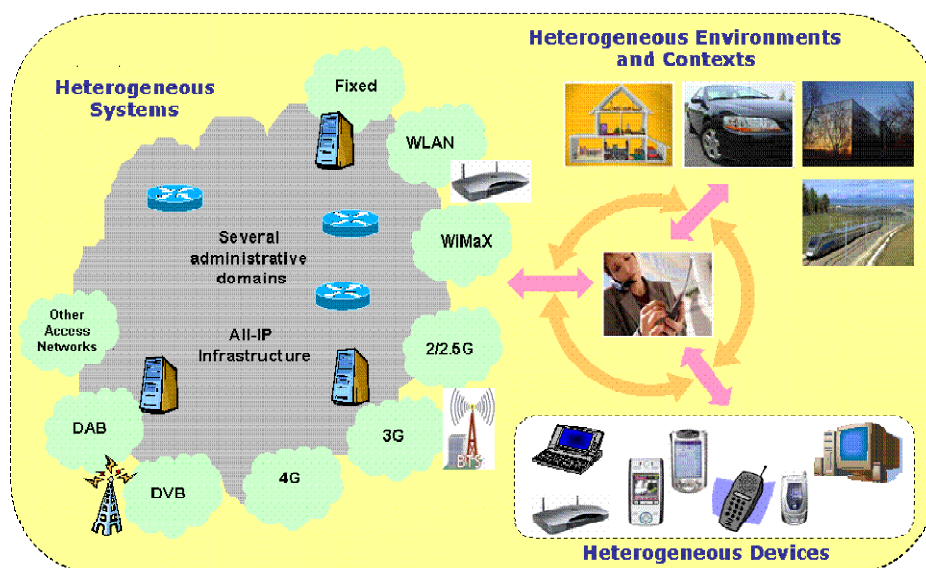 Heterogeneous Environments
and Contexts
Heterogeneous
Systems
Fixed
WLAN
WiMaX
Several
administrative
domains
Other
Access
Networks
All-IP
Infrastructure
2/2.5G
3G
BTS
DAB
4G
DVB
Heterogeneous Devices